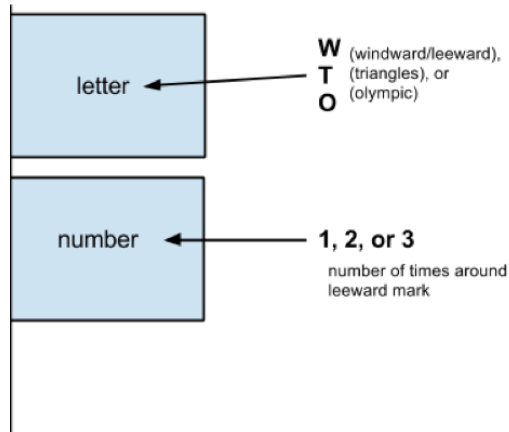 letter
W (windward/leeward),
T (triangles), or
O (olympic)
number
1, 2, or 3
number of times around
leeward mark